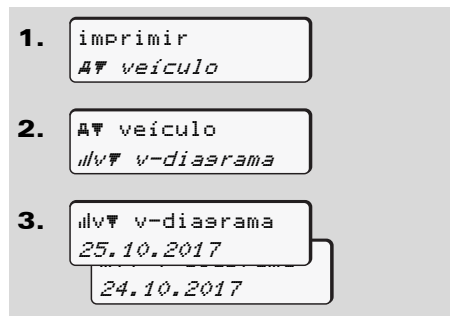 1. imprimir
veículo
2. veículo
v-diagrama
3. v-diagrama
25.10.2017
24.10.2017